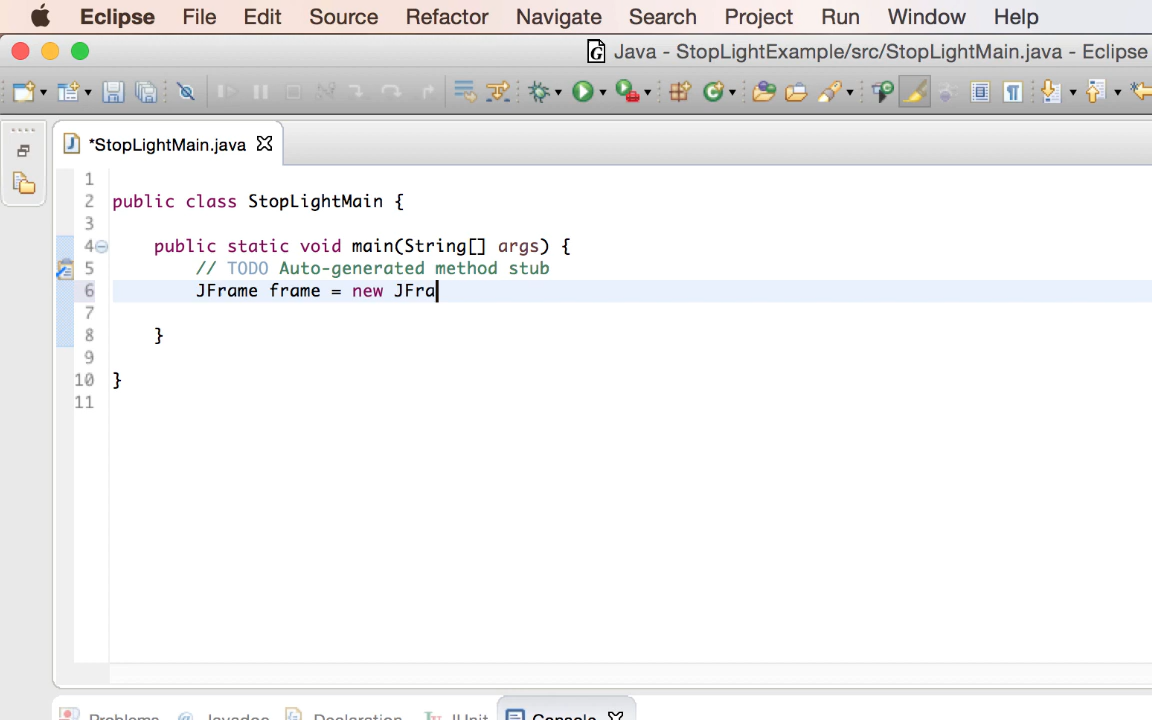 Eclipse File Edit Source Refactor Navigate Search Project Run Window Help
Java - StopLightExample/src/StopLightMain.java - Eclipse
*StopLightMain.java
1
2 public class StopLightMain {
3
4 public static void main(String[] args) {
5 // TODO Auto-generated method stub
6 JFrame frame = new JFra
7
8 }
9
10 }
11
Problems @ Javadoc Declaration JUnit Console